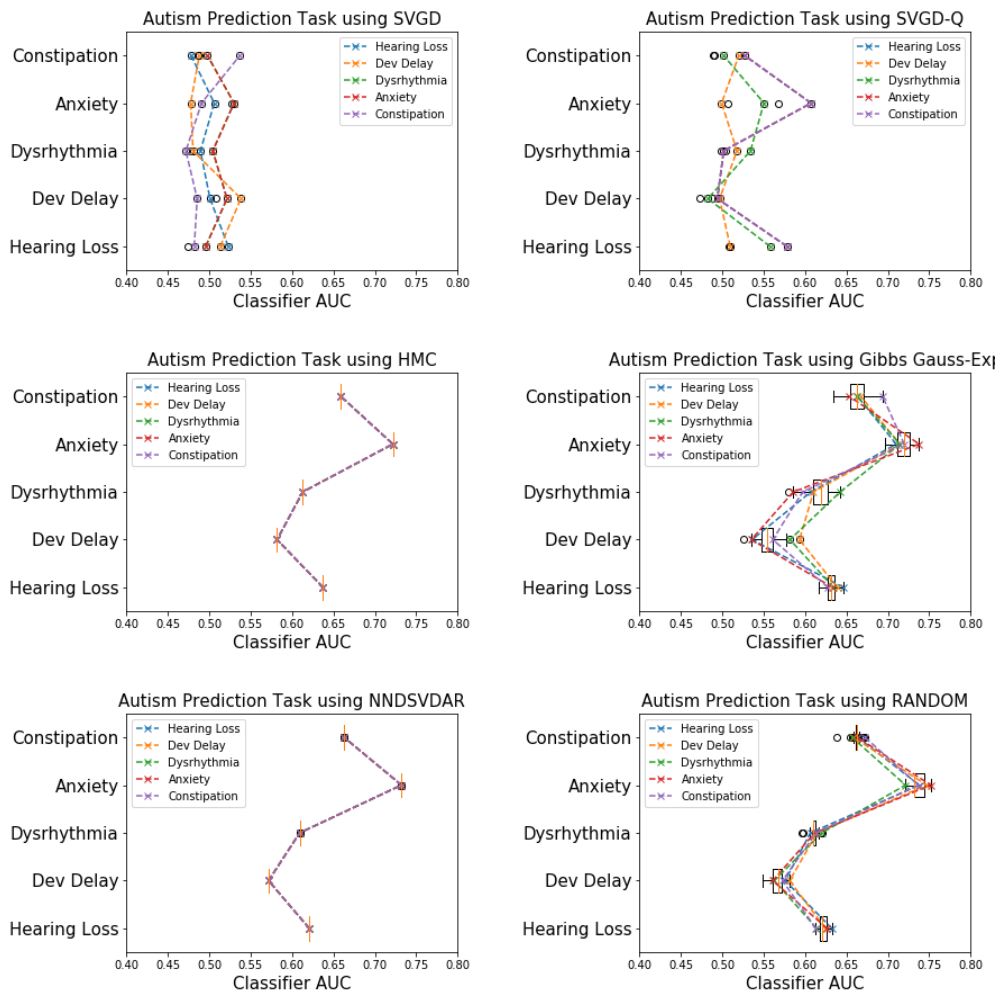 Autism Prediction Task using SVGD
Constipation
Anxiety
Dysrhythmia
Dev Delay
Hearing Loss
Hearing Loss
Dev Delay
Dysrhythmia
Anxiety
Constipation
0.40 0.45 0.50 0.55 0.60 0.65 0.70 0.75 0.80
Classifier AUC
Autism Prediction Task using SVGD-Q
Constipation
Anxiety
Dysrhythmia
Dev Delay
Hearing Loss
Hearing Loss
Dev Delay
Dysrhythmia
Anxiety
Constipation
0.40 0.45 0.50 0.55 0.60 0.65 0.70 0.75 0.80
Classifier AUC
Autism Prediction Task using HMC
Constipation
Anxiety
Dysrhythmia
Dev Delay
Hearing Loss
Hearing Loss
Dev Delay
Dysrhythmia
Anxiety
Constipation
0.40 0.45 0.50 0.55 0.60 0.65 0.70 0.75 0.80
Classifier AUC
Autism Prediction Task using Gibbs Gauss-Exp
Constipation
Anxiety
Dysrhythmia
Dev Delay
Hearing Loss
Hearing Loss
Dev Delay
Dysrhythmia
Anxiety
Constipation
0.40 0.45 0.50 0.55 0.60 0.65 0.70 0.75 0.80
Classifier AUC
Autism Prediction Task using NNDSVDAR
Constipation
Anxiety
Dysrhythmia
Dev Delay
Hearing Loss
Hearing Loss
Dev Delay
Dysrhythmia
Anxiety
Constipation
0.40 0.45 0.50 0.55 0.60 0.65 0.70 0.75 0.80
Classifier AUC
Autism Prediction Task using RANDOM
Constipation
Anxiety
Dysrhythmia
Dev Delay
Hearing Loss
Hearing Loss
Dev Delay
Dysrhythmia
Anxiety
Constipation
0.40 0.45 0.50 0.55 0.60 0.65 0.70 0.75 0.80
Classifier AUC